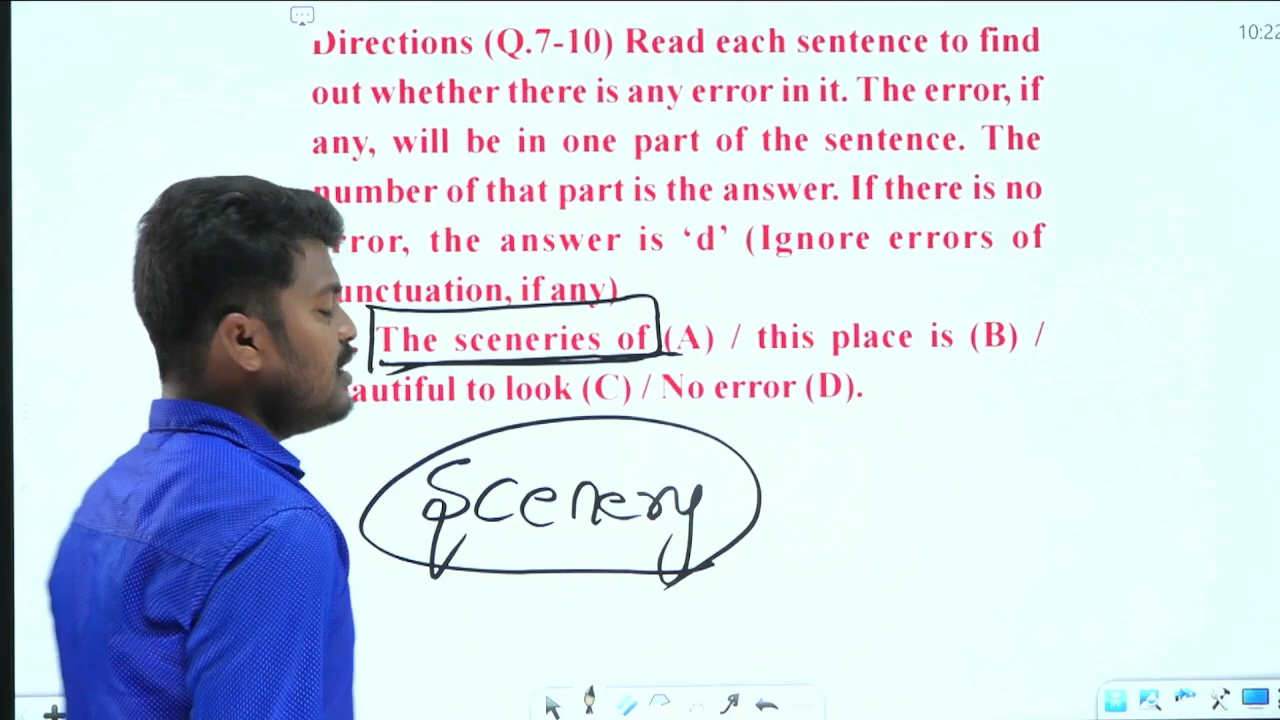 10:22
Directions (Q.7-10) Read each sentence to find
out whether there is any error in it. The error, if
any, will be in one part of the sentence. The
number of that part is the answer. If there is no
error, the answer is ‘d’ (Ignore errors of
punctuation, if any)
The sceneries of (A) / this place is (B) /
beautiful to look (C) / No error (D).
Scenery